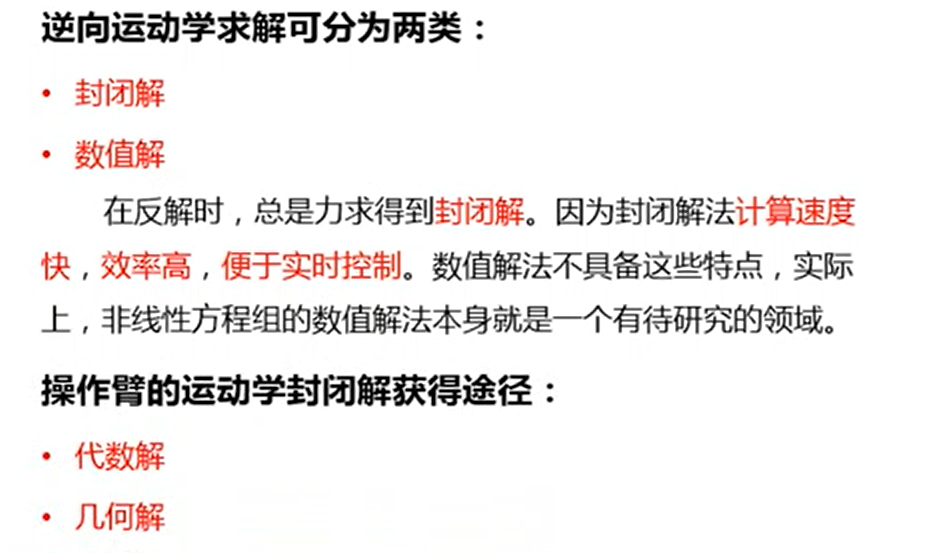 逆向运动学求解可分为两类：
• 封闭解
• 数值解
在反解时，总是力求得到封闭解。因为封闭解法计算速度
快，效率高，便于实时控制。数值解法不具备这些特点，实际
上，非线性方程组的数值解法本身就是一个有待研究的领域。
操作臂的运动学封闭解获得途径：
• 代数解
• 几何解